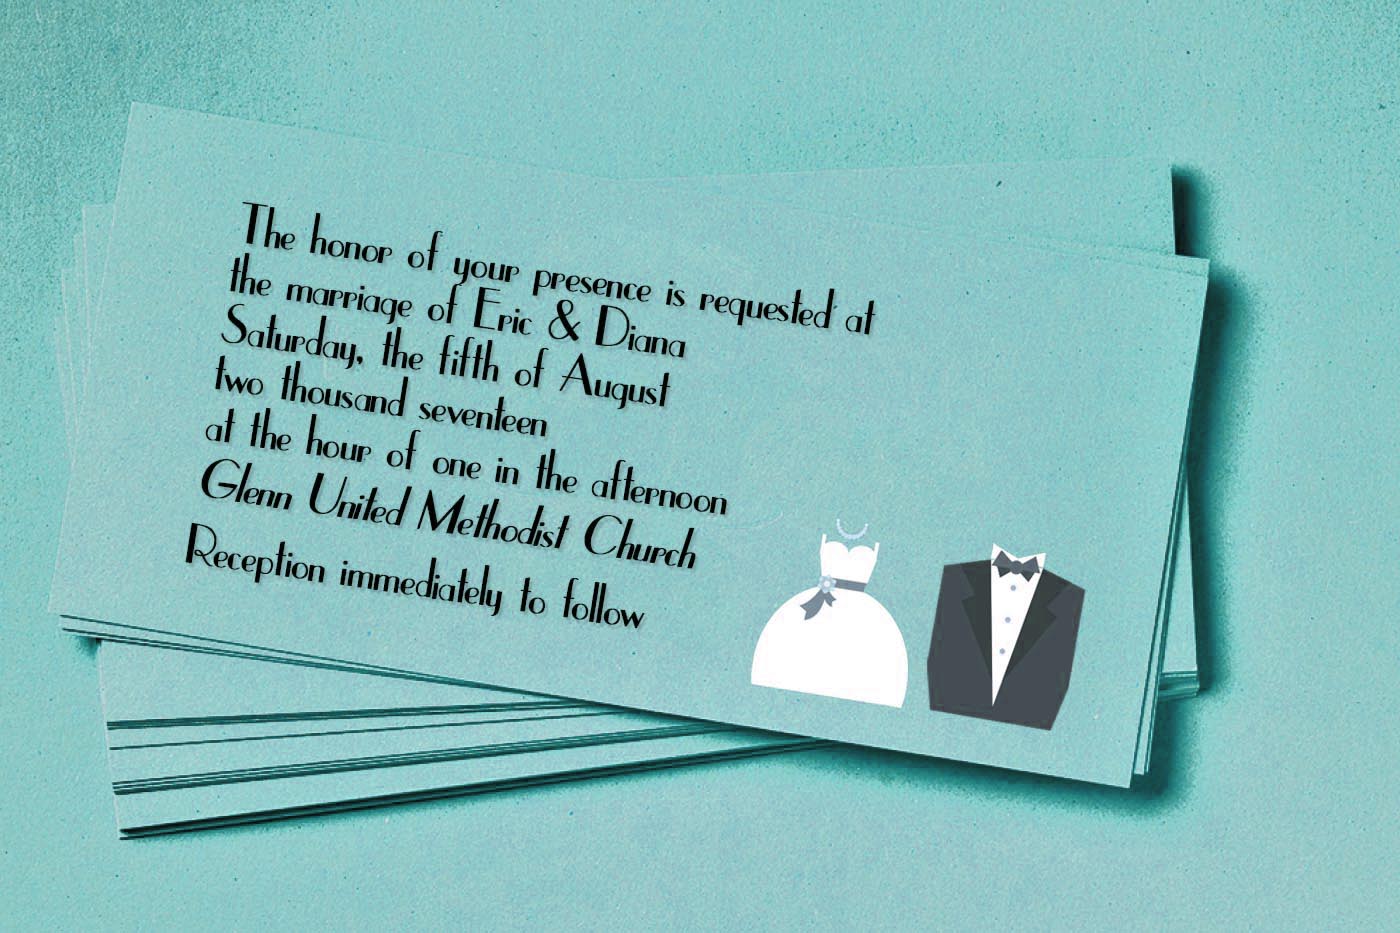 The honor of your presence is requested at
the marriage of Eric & Diana
Saturday, the fifth of August
two thousand seventeen
at the hour of one in the afternoon
Glenn United Methodist Church
Reception immediately to follow